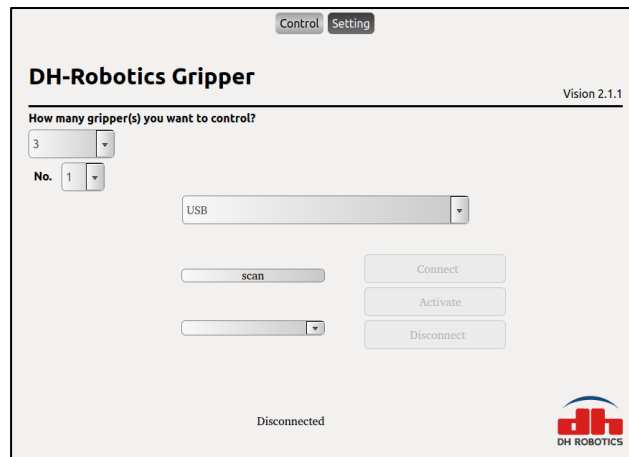 Control Setting
DH-Robotics Gripper
Vision 2.1.1
How many gripper(s) you want to control?
3
No. 1
USB
scan
Connect
Activate
Disconnect
Disconnected
dh
DH ROBOTICS